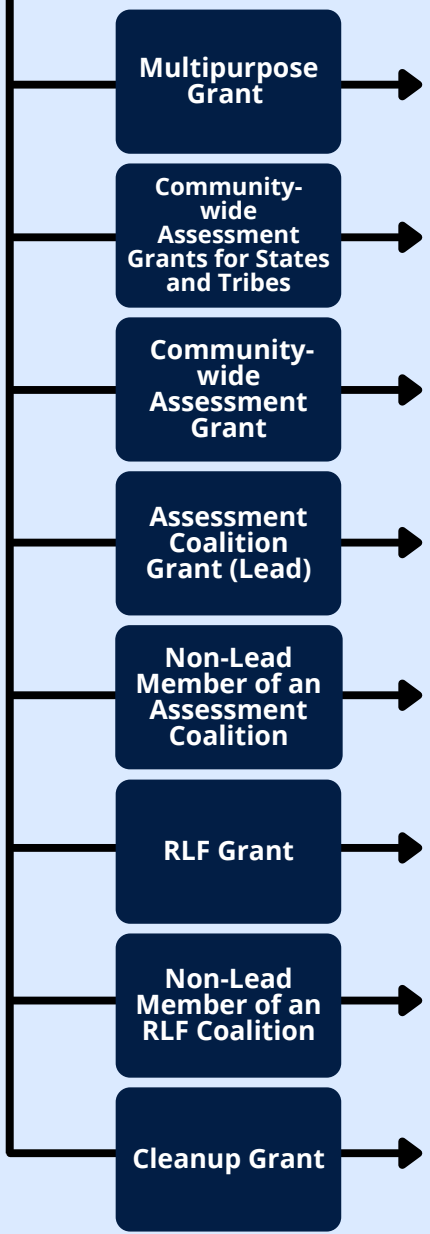 Multipurpose
Grant
Community-
wide
Assessment
Grants for States
and Tribes
Community-
wide
Assessment
Grant
Assessment
Coalition
Grant (Lead)
Non-Lead
Member of an
Assessment
Coalition
RLF Grant
Non-Lead
Member of an
RLF Coalition
Cleanup Grant